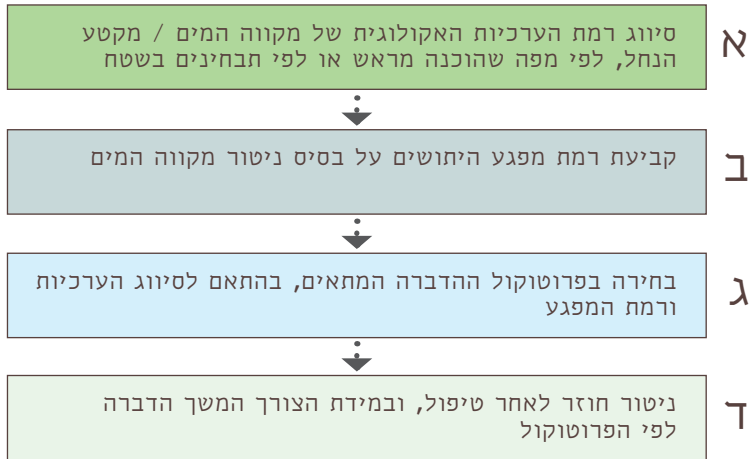 א
סיווג רמת הערכיות האקולוגית של מקווה המים / מקטע
הנחל, לפי מפה שהוכנה מראש או לפי תבחינים בשטח
ב
קביעת רמת מפגע היתושים על בסיס ניטור מקווה המים
ג
בחירה בפרוטוקול ההדברה המתאים, בהתאם לסיווג הערכיות
ורמת המפגע
ד
ניטור חוזר לאחר טיפול, ובמידת הצורך המשך הדברה
לפי הפרוטוקול